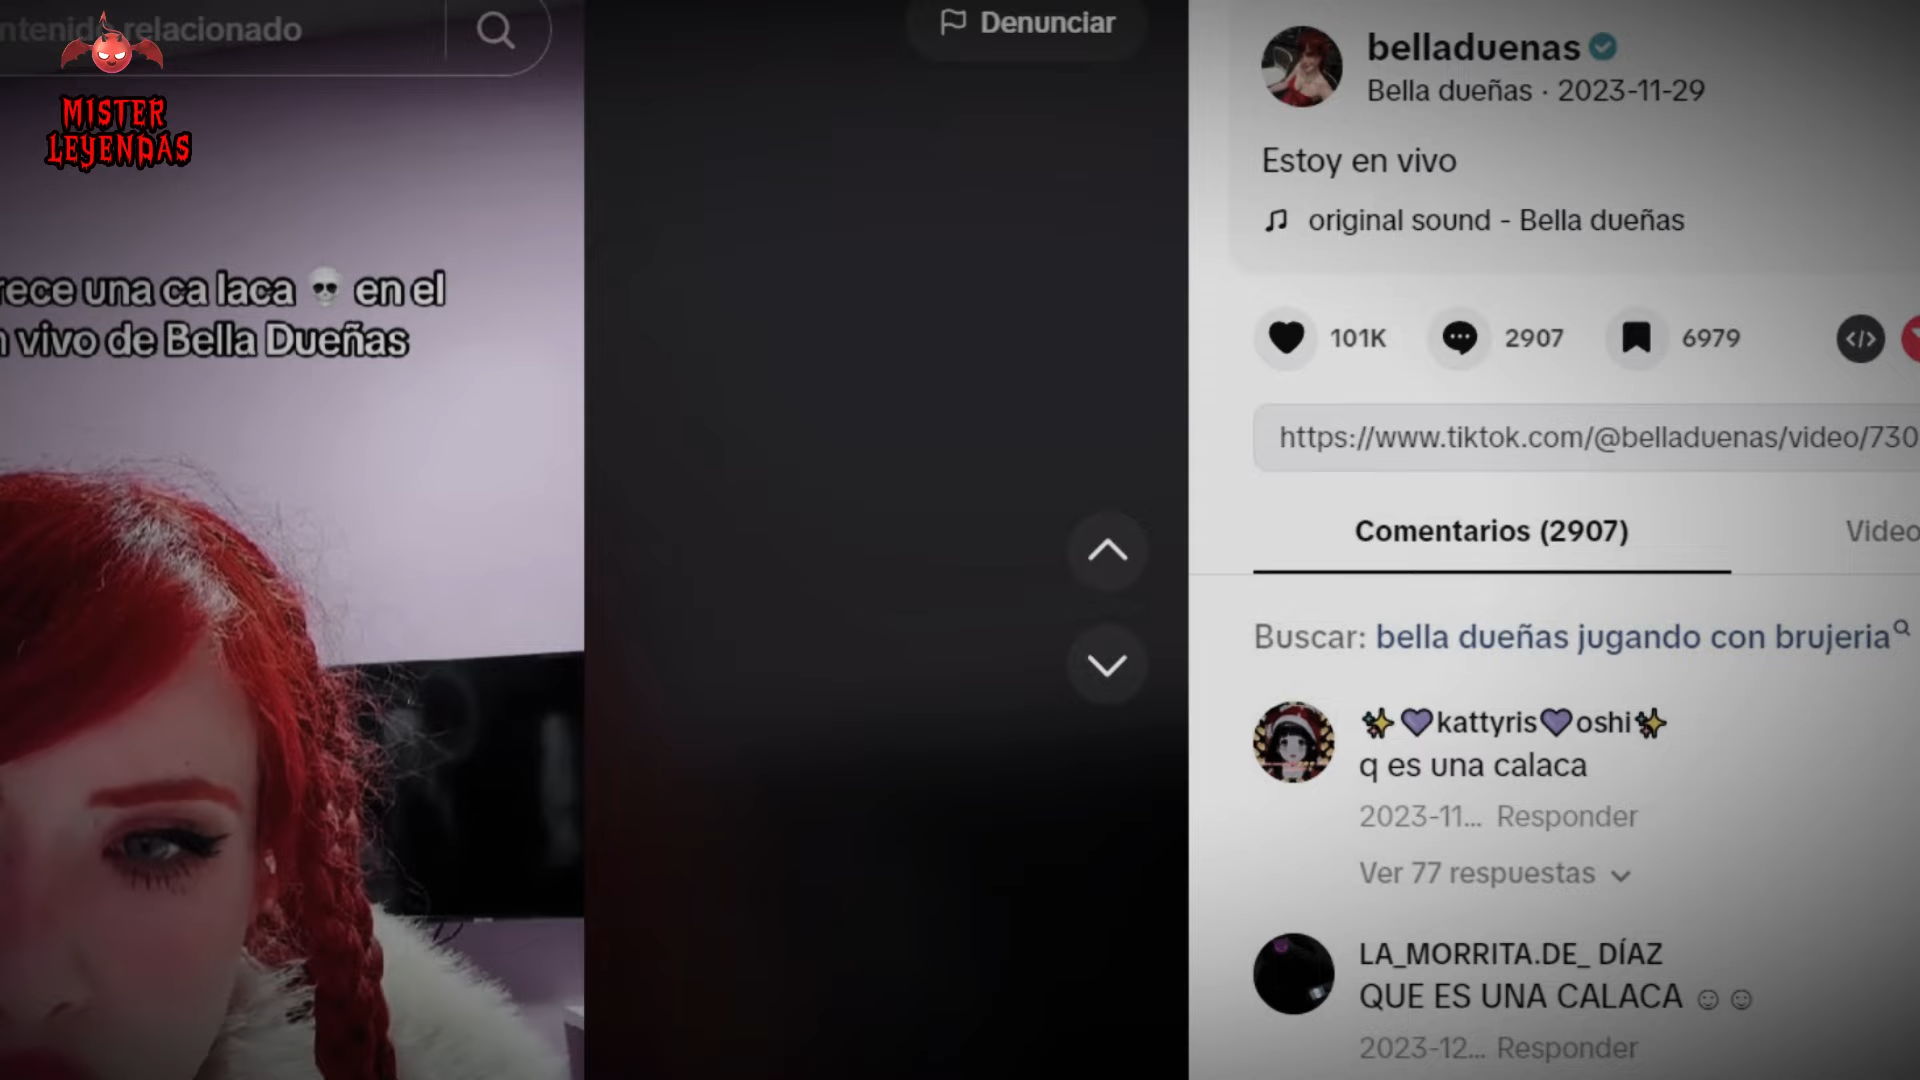 ntenido relacionado
MISTER
LEYENDAS
rece una ca laca 💀 en el
n vivo de Bella Dueñas
Denunciar
belladuenas
Bella dueñas · 2023-11-29
Estoy en vivo
original sound - Bella dueñas
101K 2907 6979
https://www.tiktok.com/@belladuenas/video/730
Comentarios (2907) Video
Buscar: bella dueñas jugando con brujeria
✨💜kattyris💜oshi✨
q es una calaca
2023-11... Responder
Ver 77 respuestas
LA_MORRITA.DE_ DÍAZ
QUE ES UNA CALACA ☺☺
2023-12... Responder